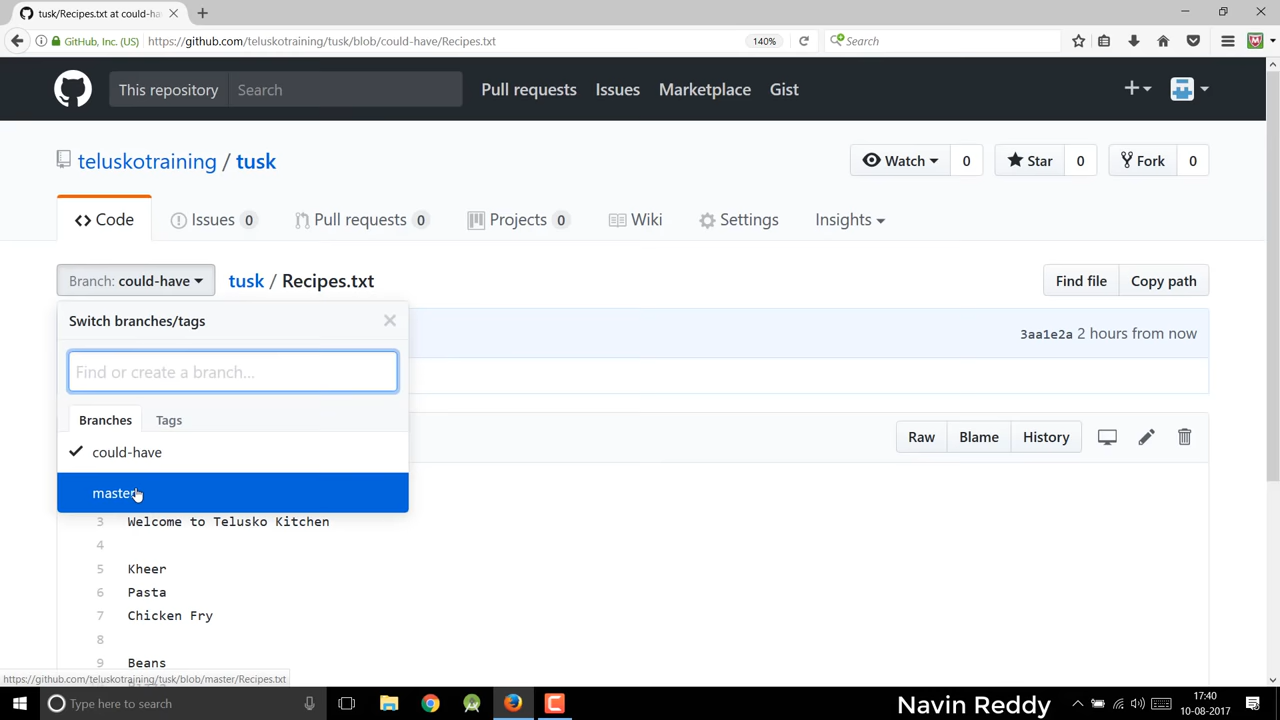 tusk/Recipes.txt at could-ha
GitHub, Inc. (US)
https://github.com/teluskotraining/tusk/blob/could-have/Recipes.txt
140%
Search
This repository
Search
Pull requests
Issues
Marketplace
Gist
teluskotraining / tusk
Watch
0
Star
0
Fork
0
Code
Issues 0
Pull requests 0
Projects 0
Wiki
Settings
Insights
Branch: could-have
tusk / Recipes.txt
Find file
Copy path
Switch branches/tags
3aa1e2a 2 hours from now
Find or create a branch...
Branches
Tags
Raw
Blame
History
could-have
master
3 Welcome to Telusko Kitchen
4
5 Kheer
6 Pasta
7 Chicken Fry
8
9 Beans
https://github.com/teluskotraining/tusk/blob/master/Recipes.txt
Type here to search
Navin Reddy
17:40
10-08-2017